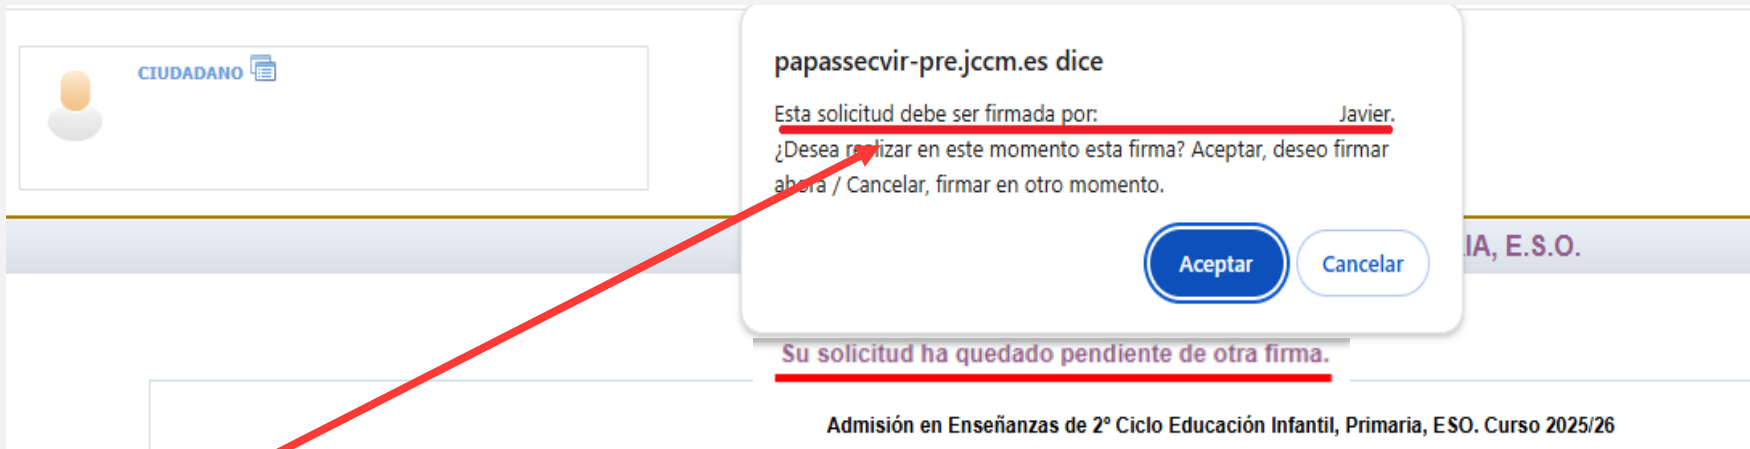 CIUDADANO
papassecvir-pre.jccm.es dice
Esta solicitud debe ser firmada por: Javier.
¿Desea realizar en este momento esta firma? Aceptar, deseo firmar
ahora / Cancelar, firmar en otro momento.
Aceptar
Cancelar
IA, E.S.O.
Su solicitud ha quedado pendiente de otra firma.
Admisión en Enseñanzas de 2º Ciclo Educación Infantil, Primaria, ESO. Curso 2025/26